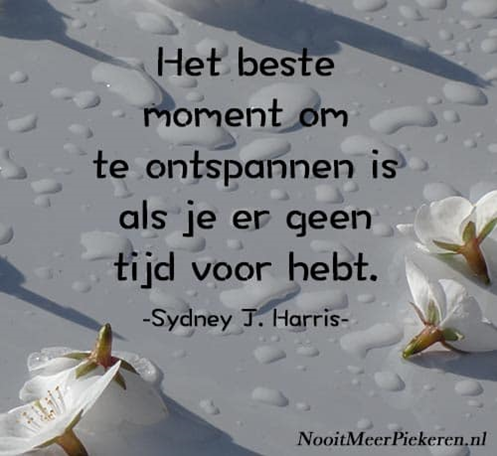 Het beste
moment om
te ontspannen is
als je er geen
tijd voor hebt.
-Sydney J. Harris-
NooitMeerPiekeren.nl